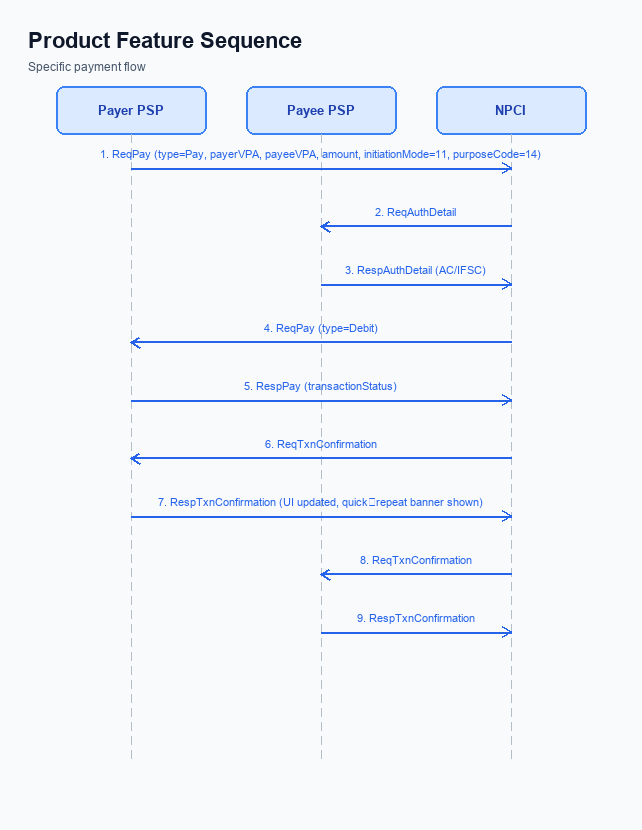 Product Feature Sequence
Specific payment flow
Payer PSP
Payee PSP
NPCI
1. ReqPay (type=Pay, payerVPA, payeeVPA, amount, initiationMode=11, purposeCode=14)
2. ReqAuthDetail
3. RespAuthDetail (AC/IFSC)
4. ReqPay (type=Debit)
5. RespPay (transactionStatus)
6. ReqTxnConfirmation
7. RespTxnConfirmation (UI updated, quick□repeat banner shown)
8. ReqTxnConfirmation
9. RespTxnConfirmation